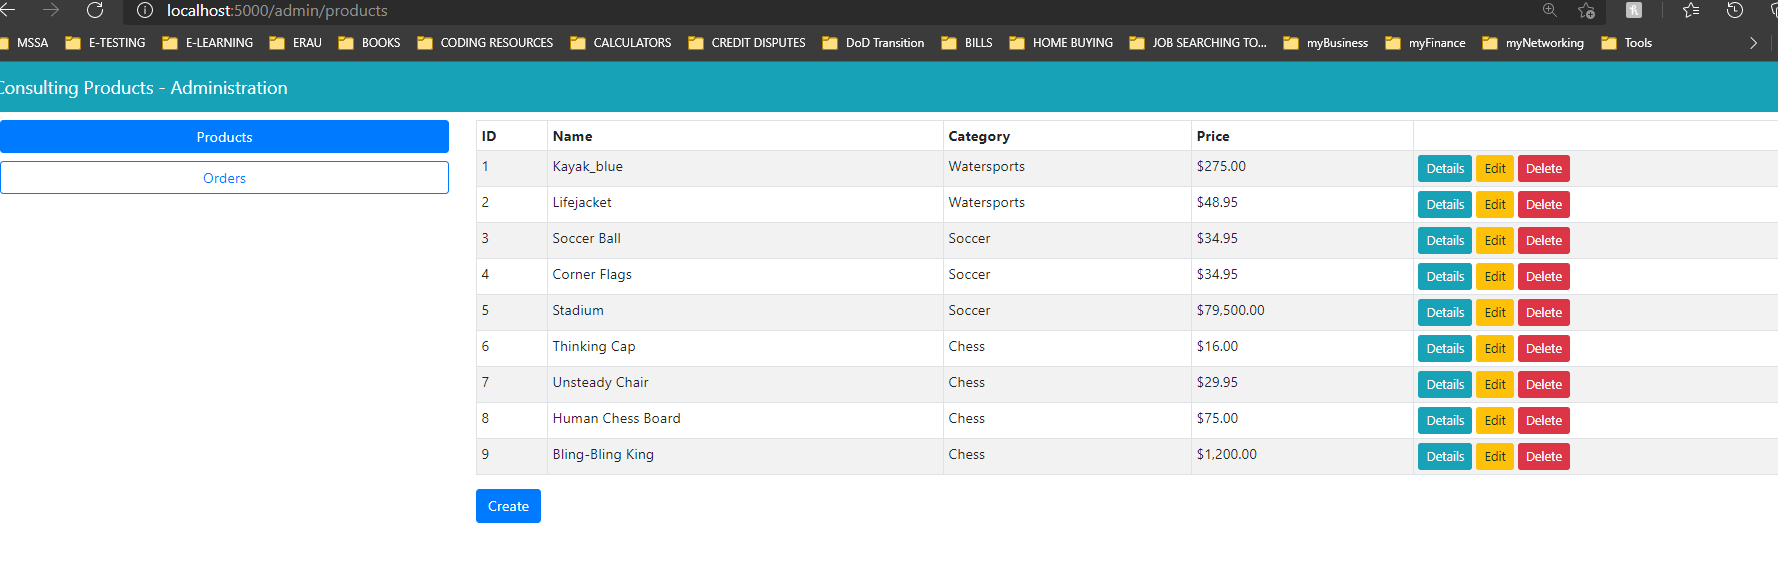 localhost:5000/admin/products
MSSA E-TESTING E-LEARNING ERAU BOOKS CODING RESOURCES CALCULATORS CREDIT DISPUTES DoD Transition BILLS HOME BUYING JOB SEARCHING TO... myBusiness myFinance myNetworking Tools
Consulting Products - Administration
Products
Orders
ID Name Category Price
1 Kayak_blue Watersports $275.00 Details Edit Delete
2 Lifejacket Watersports $48.95 Details Edit Delete
3 Soccer Ball Soccer $34.95 Details Edit Delete
4 Corner Flags Soccer $34.95 Details Edit Delete
5 Stadium Soccer $79,500.00 Details Edit Delete
6 Thinking Cap Chess $16.00 Details Edit Delete
7 Unsteady Chair Chess $29.95 Details Edit Delete
8 Human Chess Board Chess $75.00 Details Edit Delete
9 Bling-Bling King Chess $1,200.00 Details Edit Delete
Create